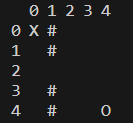 0 1 2 3 4
0 X #
1   #
2
3   #
4   #     O